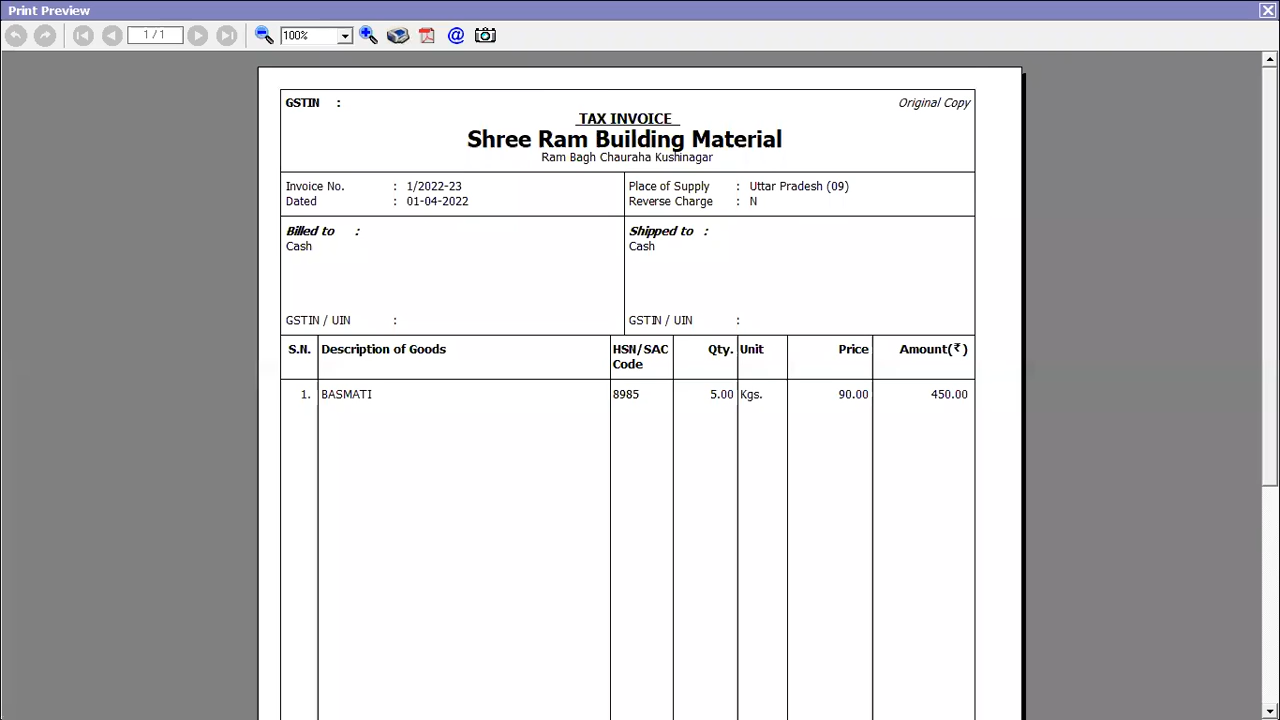 Print Preview
1 / 1
100%
GSTIN :
Original Copy
TAX INVOICE
Shree Ram Building Material
Ram Bagh Chauraha Kushinagar
Invoice No. : 1/2022-23
Dated : 01-04-2022
Place of Supply : Uttar Pradesh (09)
Reverse Charge : N
Billed to :
Cash
GSTIN / UIN :
Shipped to :
Cash
GSTIN / UIN :
S.N. Description of Goods HSN/SAC Code Qty. Unit Price Amount(₹)
1. BASMATI 8985 5.00 Kgs. 90.00 450.00